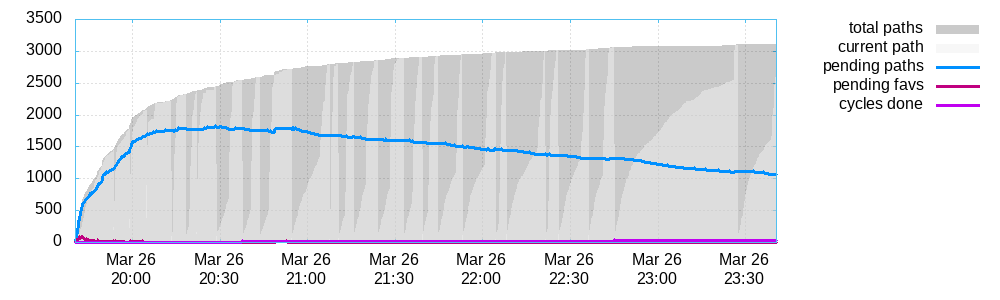 3500
3000
2500
2000
1500
1000
500
0
Mar 26
20:00
Mar 26
20:30
Mar 26
21:00
Mar 26
21:30
Mar 26
22:00
Mar 26
22:30
Mar 26
23:00
Mar 26
23:30
total paths
current path
pending paths
pending favs
cycles done